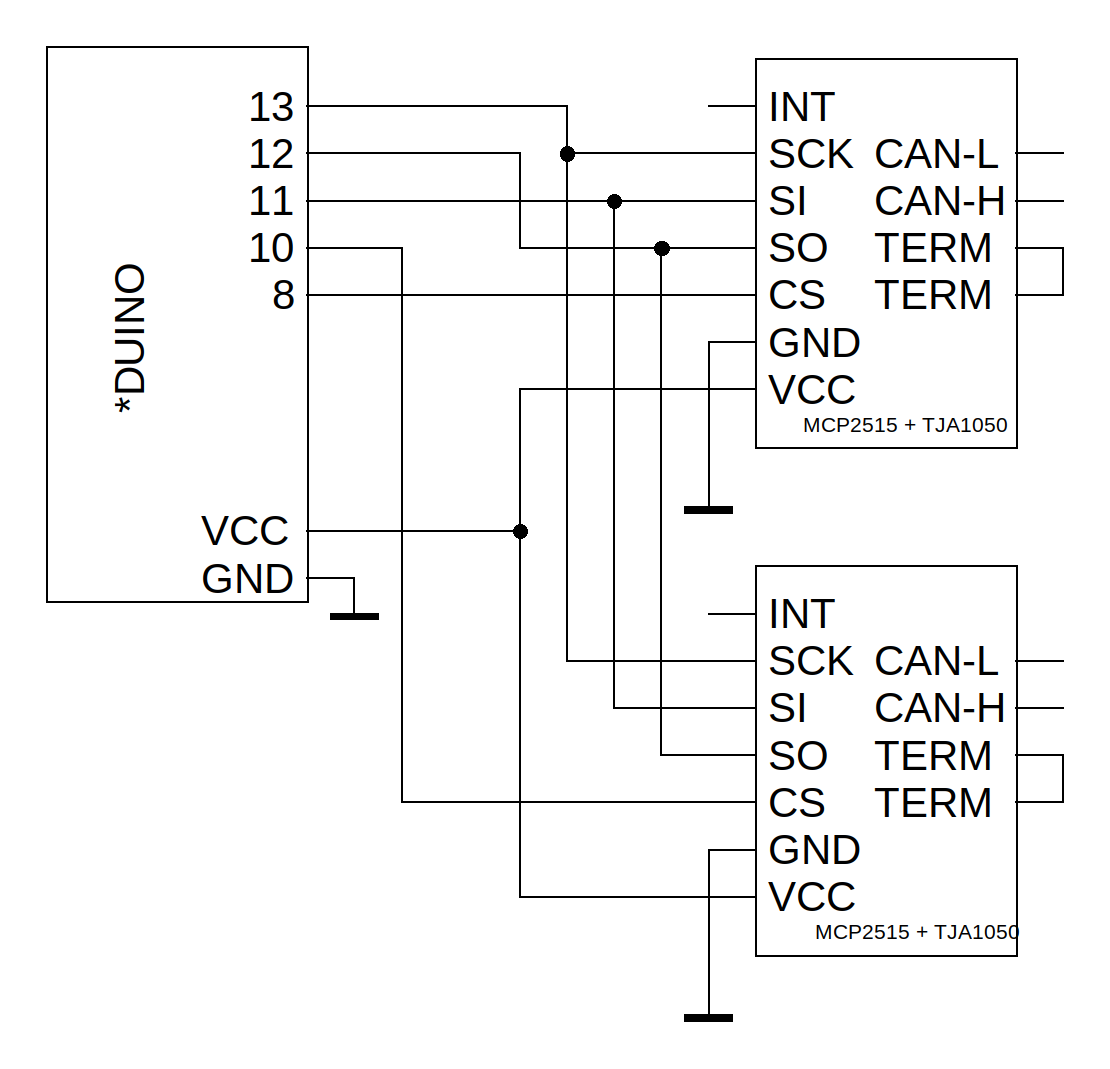 13
12
11
10
8
*DUINO
VCC
GND
INT
SCK CAN-L
SI CAN-H
SO TERM
CS TERM
GND
VCC
MCP2515 + TJA1050
INT
SCK CAN-L
SI CAN-H
SO TERM
CS TERM
GND
VCC
MCP2515 + TJA1050